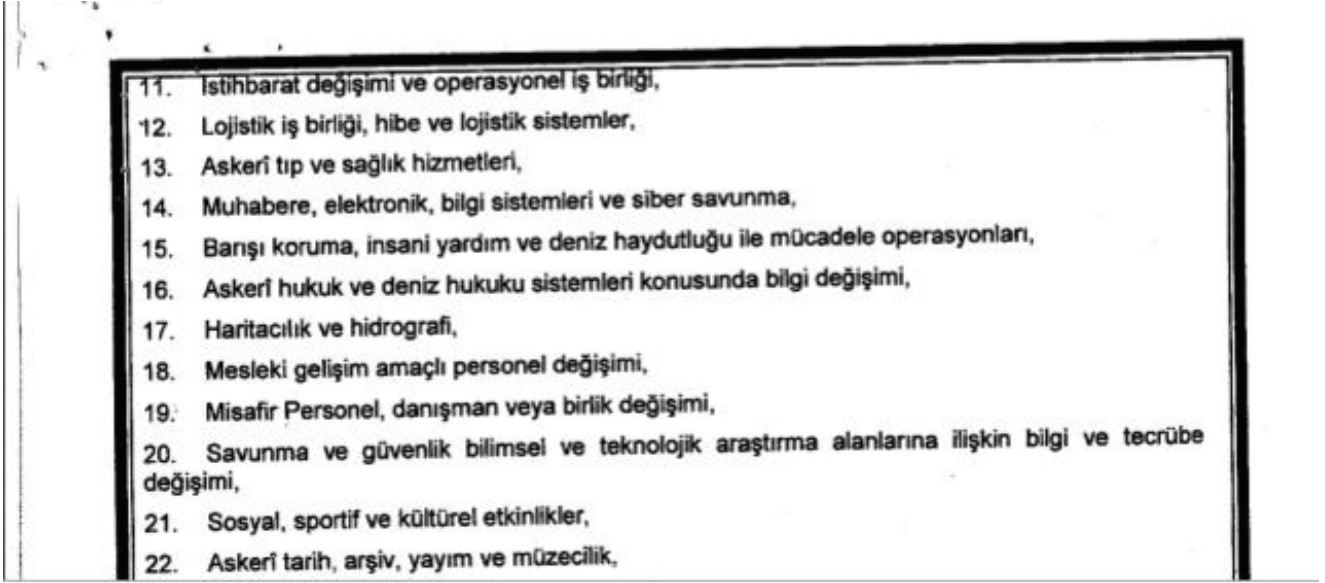 11. İstihbarat değişimi ve operasyonel iş birliği,
12. Lojistik iş birliği, hibe ve lojistik sistemler,
13. Askerî tıp ve sağlık hizmetleri,
14. Muhabere, elektronik, bilgi sistemleri ve siber savunma,
15. Barışı koruma, insani yardım ve deniz haydutluğu ile mücadele operasyonları,
16. Askerî hukuk ve deniz hukuku sistemleri konusunda bilgi değişimi,
17. Haritacılık ve hidrografi,
18. Mesleki gelişim amaçlı personel değişimi,
19. Misafir Personel, danışman veya birlik değişimi,
20. Savunma ve güvenlik bilimsel ve teknolojik araştırma alanlarına ilişkin bilgi ve tecrübe
değişimi,
21. Sosyal, sportif ve kültürel etkinlikler,
22. Askerî tarih, arşiv, yayım ve müzecilik,